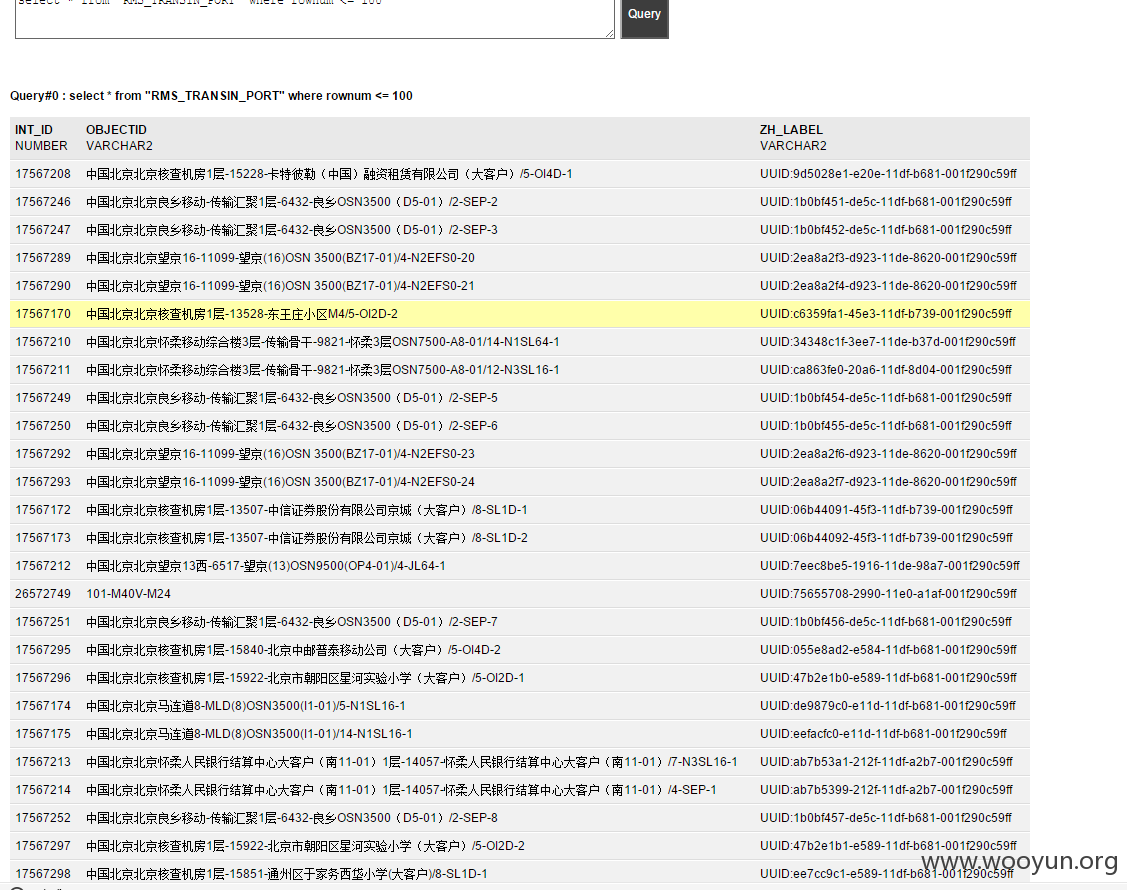 select * from "RMS_TRANSIN_PORT" where rownum <= 100
Query
Query#0 : select * from "RMS_TRANSIN_PORT" where rownum <= 100
INT_ID OBJECTID ZH_LABEL
NUMBER VARCHAR2 VARCHAR2
17567208 中国北京北京核查机房1层-15228-卡特彼勒（中国）融资租赁有限公司（大客户）/5-OI4D-1 UUID:9d5028e1-e20e-11df-b681-001f290c59ff
17567246 中国北京北京良乡移动-传输汇聚1层-6432-良乡OSN3500（D5-01）/2-SEP-2 UUID:1b0bf451-de5c-11df-b681-001f290c59ff
17567247 中国北京北京良乡移动-传输汇聚1层-6432-良乡OSN3500（D5-01）/2-SEP-3 UUID:1b0bf452-de5c-11df-b681-001f290c59ff
17567289 中国北京北京望京16-11099-望京(16)OSN 3500(BZ17-01)/4-N2EFS0-20 UUID:2ea8a2f3-d923-11de-8620-001f290c59ff
17567290 中国北京北京望京16-11099-望京(16)OSN 3500(BZ17-01)/4-N2EFS0-21 UUID:2ea8a2f4-d923-11de-8620-001f290c59ff
17567170 中国北京北京核查机房1层-13528-东王庄小区M4/5-OI2D-2 UUID:c6359fa1-45e3-11df-b739-001f290c59ff
17567210 中国北京北京怀柔移动综合楼3层-传输骨干-9821-怀柔3层OSN7500-A8-01/14-N1SL64-1 UUID:34348c1f-3ee7-11de-b37d-001f290c59ff
17567211 中国北京北京怀柔移动综合楼3层-传输骨干-9821-怀柔3层OSN7500-A8-01/12-N3SL16-1 UUID:ca863fe0-20a6-11df-8d04-001f290c59ff
17567249 中国北京北京良乡移动-传输汇聚1层-6432-良乡OSN3500（D5-01）/2-SEP-5 UUID:1b0bf454-de5c-11df-b681-001f290c59ff
17567250 中国北京北京良乡移动-传输汇聚1层-6432-良乡OSN3500（D5-01）/2-SEP-6 UUID:1b0bf455-de5c-11df-b681-001f290c59ff
17567292 中国北京北京望京16-11099-望京(16)OSN 3500(BZ17-01)/4-N2EFS0-23 UUID:2ea8a2f6-d923-11de-8620-001f290c59ff
17567293 中国北京北京望京16-11099-望京(16)OSN 3500(BZ17-01)/4-N2EFS0-24 UUID:2ea8a2f7-d923-11de-8620-001f290c59ff
17567172 中国北京北京核查机房1层-13507-中信证券股份有限公司京城（大客户）/8-SL1D-1 UUID:06b44091-45f3-11df-b739-001f290c59ff
17567173 中国北京北京核查机房1层-13507-中信证券股份有限公司京城（大客户）/8-SL1D-2 UUID:06b44092-45f3-11df-b739-001f290c59ff
17567212 中国北京北京望京13西-6517-望京(13)OSN9500(OP4-01)/4-JL64-1 UUID:7eec8be5-1916-11de-98a7-001f290c59ff
26572749 101-M40V-M24 UUID:75655708-2990-11e0-a1af-001f290c59ff
17567251 中国北京北京良乡移动-传输汇聚1层-6432-良乡OSN3500（D5-01）/2-SEP-7 UUID:1b0bf456-de5c-11df-b681-001f290c59ff
17567295 中国北京北京核查机房1层-15840-北京中邮普泰移动公司（大客户）/5-OI4D-2 UUID:055e8ad2-e584-11df-b681-001f290c59ff
17567296 中国北京北京核查机房1层-15922-北京市朝阳区星河实验小学（大客户）/5-OI2D-1 UUID:47b2e1b0-e589-11df-b681-001f290c59ff
17567174 中国北京北京马连道8-MLD(8)OSN3500(I1-01)/5-N1SL16-1 UUID:de9879c0-e11d-11df-b681-001f290c59ff
17567175 中国北京北京马连道8-MLD(8)OSN3500(I1-01)/14-N1SL16-1 UUID:eefacfc0-e11d-11df-b681-001f290c59ff
17567213 中国北京北京怀柔人民银行结算中心大客户（南11-01）1层-14057-怀柔人民银行结算中心大客户（南11-01）/7-N3SL16-1 UUID:ab7b53a1-212f-11df-a2b7-001f290c59ff
17567214 中国北京北京怀柔人民银行结算中心大客户（南11-01）1层-14057-怀柔人民银行结算中心大客户（南11-01）/4-SEP-1 UUID:ab7b5399-212f-11df-a2b7-001f290c59ff
17567252 中国北京北京良乡移动-传输汇聚1层-6432-良乡OSN3500（D5-01）/2-SEP-8 UUID:1b0bf457-de5c-11df-b681-001f290c59ff
17567297 中国北京北京核查机房1层-15922-北京市朝阳区星河实验小学（大客户）/5-OI2D-2 UUID:47b2e1b1-e589-11df-b681-001f290c59ff
17567298 中国北京北京核查机房1层-15851-通州区于家务西垡小学(大客户)/8-SL1D-1 UUID:ee7cc9c1-e589-11df-b681-001f290c59ff
www.wooyun.org